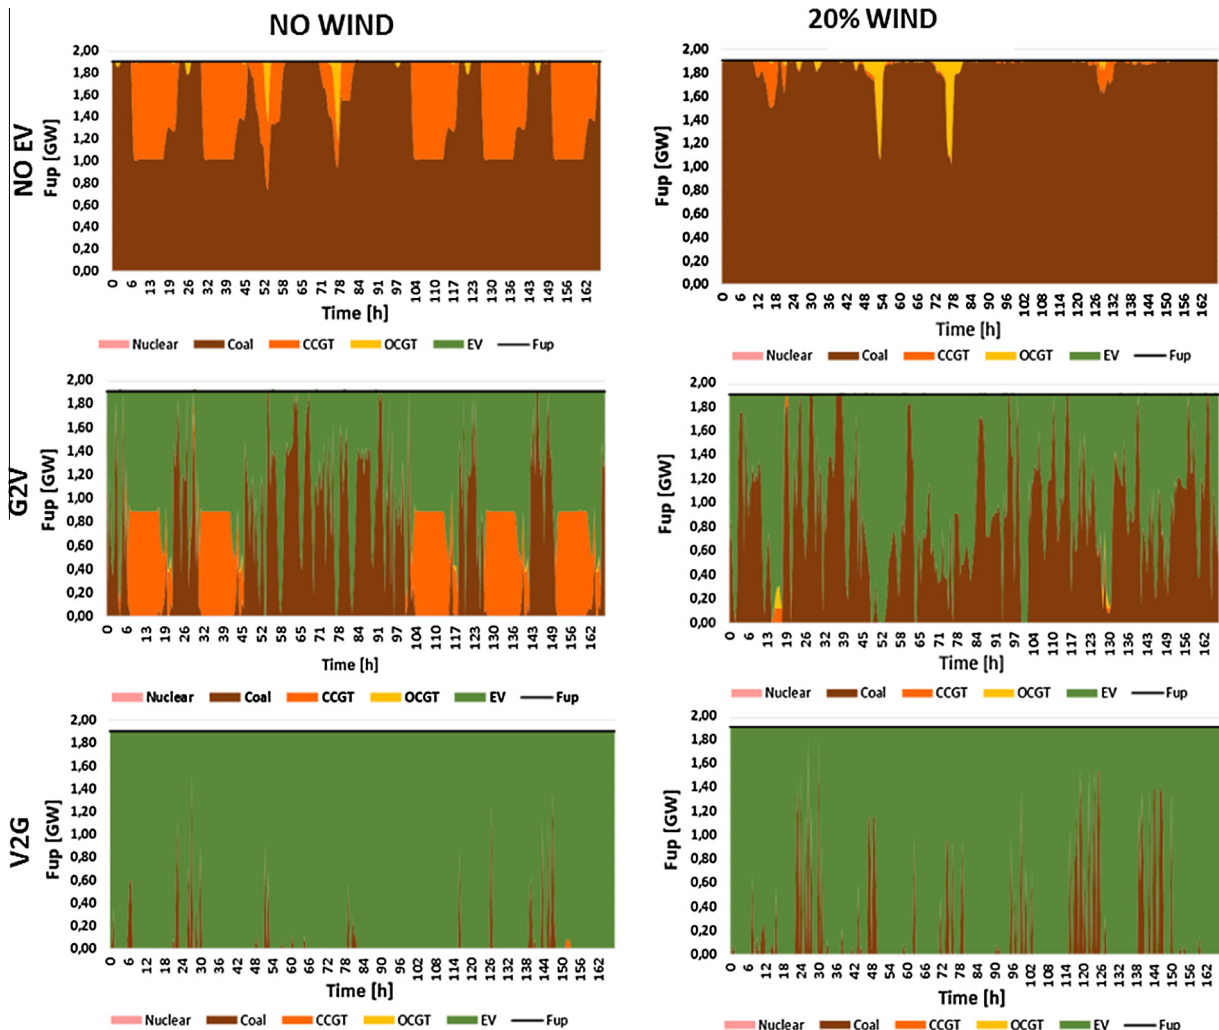 NO WIND
20% WIND
NO EV
Fup [GW]
2,00
1,80
1,60
1,40
1,20
1,00
0,80
0,60
0,40
0,20
0,00
0 6 13 19 26 32 39 45 52 58 65 71 78 84 91 97 104 110 117 123 130 136 143 149 156 162
Time [h]
Nuclear Coal CCGT OCGT EV Fup
Fup [GW]
2,00
1,80
1,60
1,40
1,20
1,00
0,80
0,60
0,40
0,20
0,00
0 6 12 18 24 30 36 42 48 54 60 66 72 78 84 90 96 102 108 114 120 126 132 138 144 150 156 162
Time [h]
Nuclear Coal CCGT OCGT EV Fup
G2V
Fup [GW]
2,00
1,80
1,60
1,40
1,20
1,00
0,80
0,60
0,40
0,20
0,00
0 6 13 19 26 32 39 45 52 58 65 71 78 84 91 97 104 110 117 123 130 136 143 149 156 162
Time [h]
Nuclear Coal CCGT OCGT EV Fup
Fup [GW]
2,00
1,80
1,60
1,40
1,20
1,00
0,80
0,60
0,40
0,20
0,00
0 6 13 19 26 32 39 45 52 58 65 71 78 84 91 97 104 110 117 123 130 136 143 149 156 162
Time [h]
Nuclear Coal CCGT OCGT EV Fup
V2G
Fup [GW]
2,00
1,80
1,60
1,40
1,20
1,00
0,80
0,60
0,40
0,20
0,00
0 6 12 18 24 30 36 42 48 54 60 66 72 78 84 90 96 102 108 114 120 126 132 138 144 150 156 162
Time [h]
Nuclear Coal CCGT OCGT EV Fup
Fup [GW]
2,00
1,80
1,60
1,40
1,20
1,00
0,80
0,60
0,40
0,20
0,00
0 6 12 18 24 30 36 42 48 54 60 66 72 78 84 90 96 102 108 114 120 126 132 138 144 150 156 162
Time [h]
Nuclear Coal CCGT OCGT EV Fup